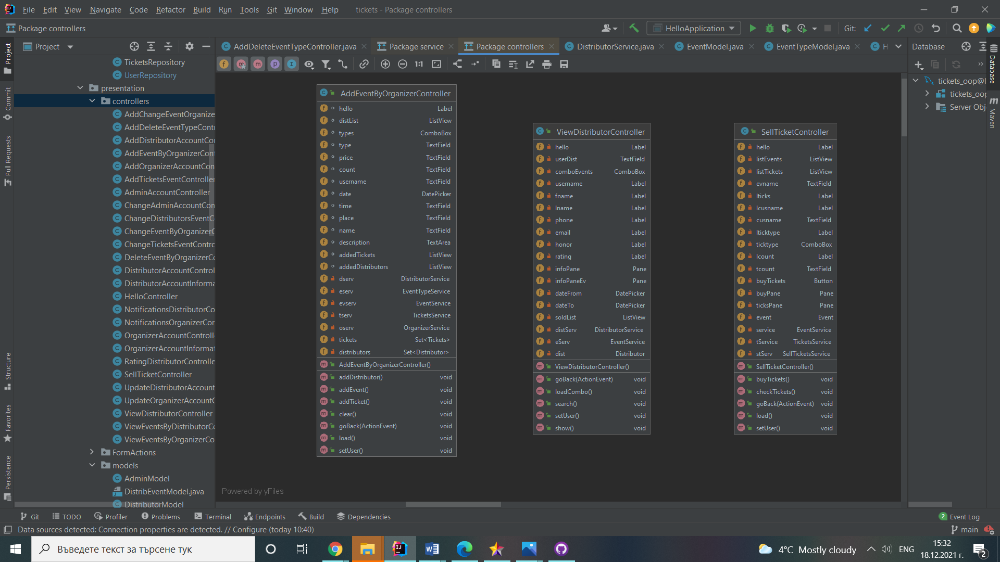 File Edit View Navigate Code Refactor Build Run Tools Git Window Help tickets - Package controllers
Package controllers
HelloApplication
Git:
Project
AddDeleteEventTypeController.java
Package service
Package controllers
DistributorService.java
EventModel.java
EventTypeModel.java
H
Database
Project
Commit
Pull Requests
Structure
Favorites
Persistence
TicketsRepository
UserRepository
presentation
controllers
AddChangeEventOrganize
AddDeleteEventTypeContr
AddDistributorAccountCo
AddEventByOrganizerCon
AddOrganizerAccountCon
AddTicketsEventController
AdminAccountController
ChangeAdminAccountCon
ChangeDistributorsEventC
ChangeEventByOrganizerC
ChangeTicketsEventContro
DeleteEventByOrganizerCo
DistributorAccountControl
DistributorAccountInforma
HelloController
NotificationsDistributorCo
NotificationsOrganizerCor
OrganizerAccountControll
OrganizerAccountInformat
RatingDistributorControlle
SellTicketController
UpdateDistributorAccount
UpdateOrganizerAccountC
ViewDistributorController
ViewEventsByDistributorCo
ViewEventsByOrganizerCo
FormActions
models
AdminModel
DistribEventModel.java
DistributorModel
1:1
AddEventByOrganizerController
hello Label
distList ListView
types ComboBox
type TextField
price TextField
count TextField
username TextField
date DatePicker
time TextField
place TextField
name TextField
description TextArea
addedTickets ListView
addedDistributors ListView
dserv DistributorService
eserv EventTypeService
evserv EventService
tserv TicketsService
oserv OrganizerService
tickets Set<Tickets>
distributors Set<Distributor>
AddEventByOrganizerController()
addDistributor() void
addEvent() void
addTicket() void
clear() void
goBack(ActionEvent) void
load() void
setUser() void
ViewDistributorController
hello Label
userDist TextField
comboEvents ComboBox
username Label
fname Label
lname Label
phone Label
email Label
honor Label
rating Label
infoPane Pane
infoPaneEv Pane
dateFrom DatePicker
dateTo DatePicker
soldList ListView
distServ DistributorService
eServ EventService
dist Distributor
ViewDistributorController()
goBack(ActionEvent) void
loadCombo() void
search() void
setUser() void
show() void
SellTicketController
hello Label
listEvents ListView
listTickets ListView
evname TextField
lticks Label
lcusname Label
cusname TextField
lticktype Label
ticktype ComboBox
lcount Label
tcount TextField
buyTickets Button
buyPane Pane
ticksPane Pane
event Event
service EventService
tService TicketsService
stServ SellTicketsService
SellTicketController()
buyTickets() void
checkTickets() void
goBack(ActionEvent) void
load() void
setUser() void
Powered by yFiles
tickets_oop@l
tickets_oop
Server Obj
Database
Maven
Git TODO Profiler Problems Terminal Endpoints Build Dependencies
2 Event Log
Data sources detected: Connection properties are detected. // Configure (today 10:40)
main
Въведете текст за търсене тук
4°C Mostly cloudy
ENG
15:32
18.12.2021 г.
2